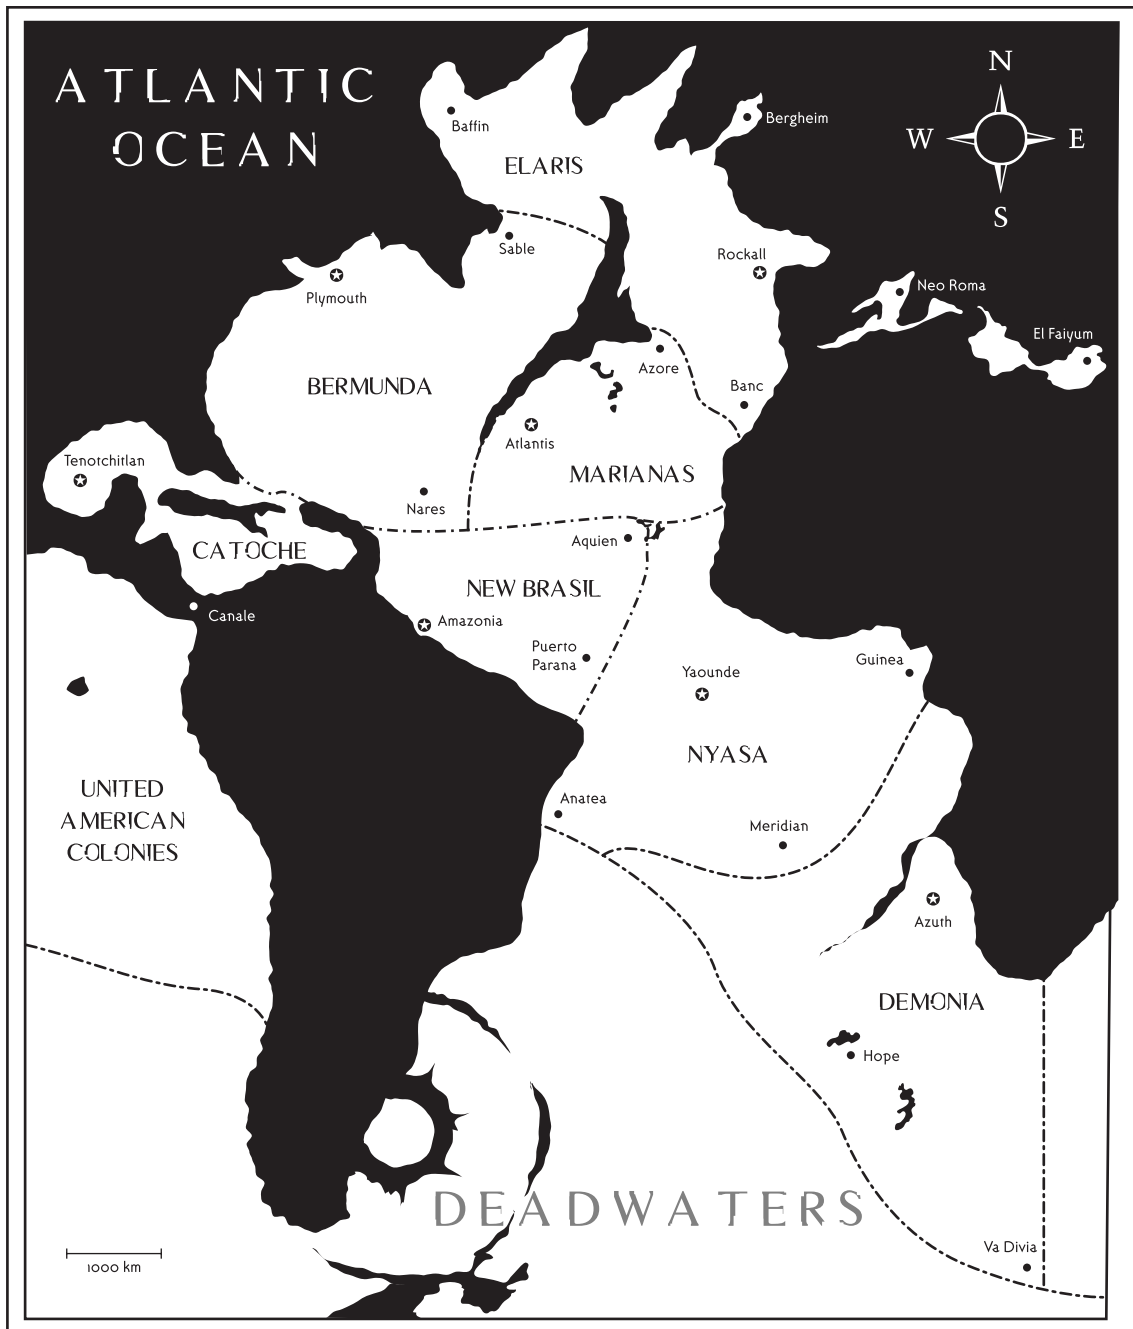 ATLANTIC
OCEAN
N
W
E
S
Baffin
Bergheim
ELARIS
Sable
Rockall
Plymouth
Neo Roma
El Faiyum
Azore
BERMUNDA
Banc
Atlantis
Tenotchitlan
MARIANAS
Nares
CATOCHE
Aquien
NEW BRASIL
Canale
Amazonia
Puerto
Parana
Guinea
Yaounde
NYASA
UNITED
AMERICAN
COLONIES
Anatea
Meridian
Azuth
DEMONIA
Hope
DEADWATERS
Va Divia
1000 km